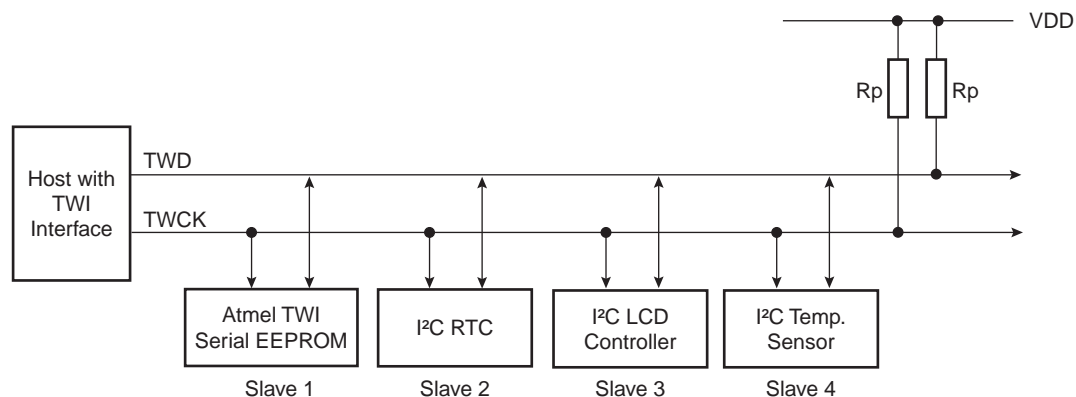 VDD
Rp
Rp
Host with
TWI
Interface
TWD
TWCK
Atmel TWI
Serial EEPROM
I²C RTC
I²C LCD
Controller
I²C Temp.
Sensor
Slave 1
Slave 2
Slave 3
Slave 4